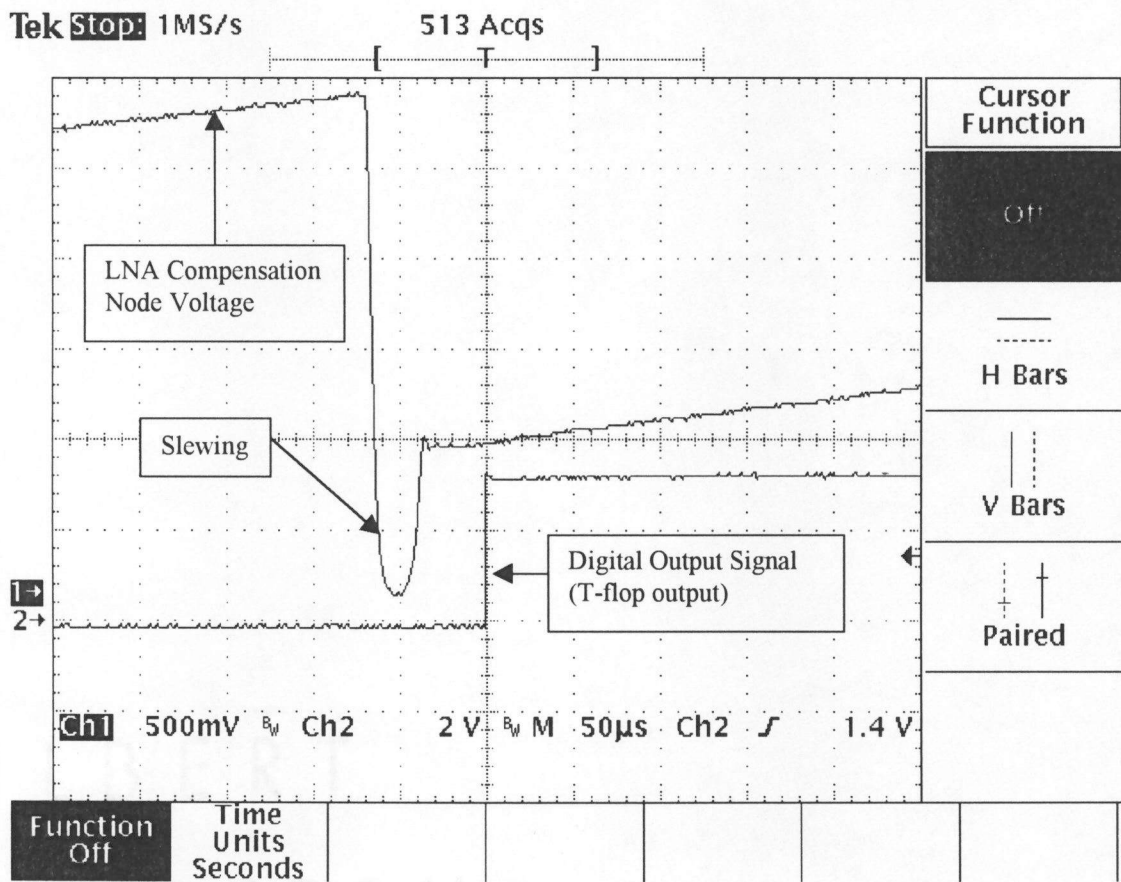 Tek Stop: 1MS/s 513 Acqs
[ T ]
Cursor
Function
Off
LNA Compensation
Node Voltage
H Bars
Slewing
V Bars
Digital Output Signal
(T-flop output)
1→
2→
Paired
Ch1 500mV BW Ch2 2 V BW M 50µs Ch2 1.4 V
Function
Off
Time
Units
Seconds